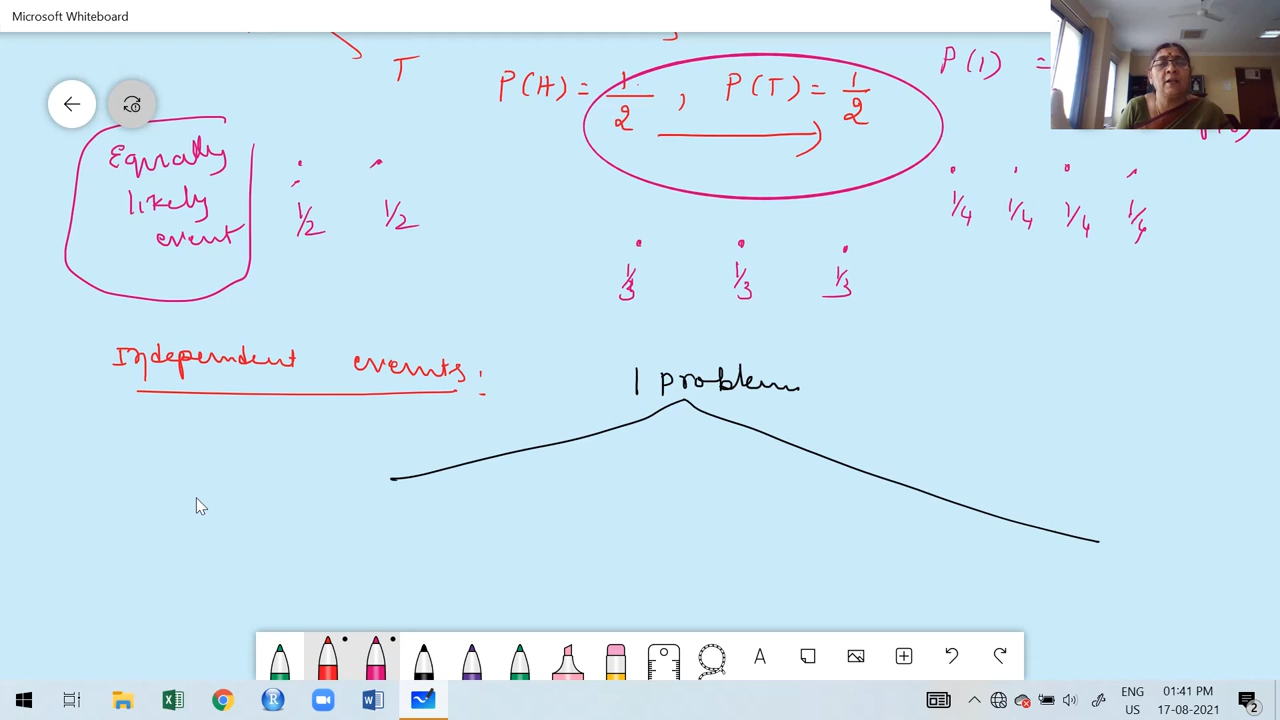 Microsoft Whiteboard
T
P(H) = 1/2 , P(T) = 1/2
P(1) =
Equally
likely
event
1/2 1/2
1/4 1/4 1/4 1/4
1/3 1/3 1/3
Independent events:
1 problem
A
ENG
US
01:41 PM
17-08-2021
2